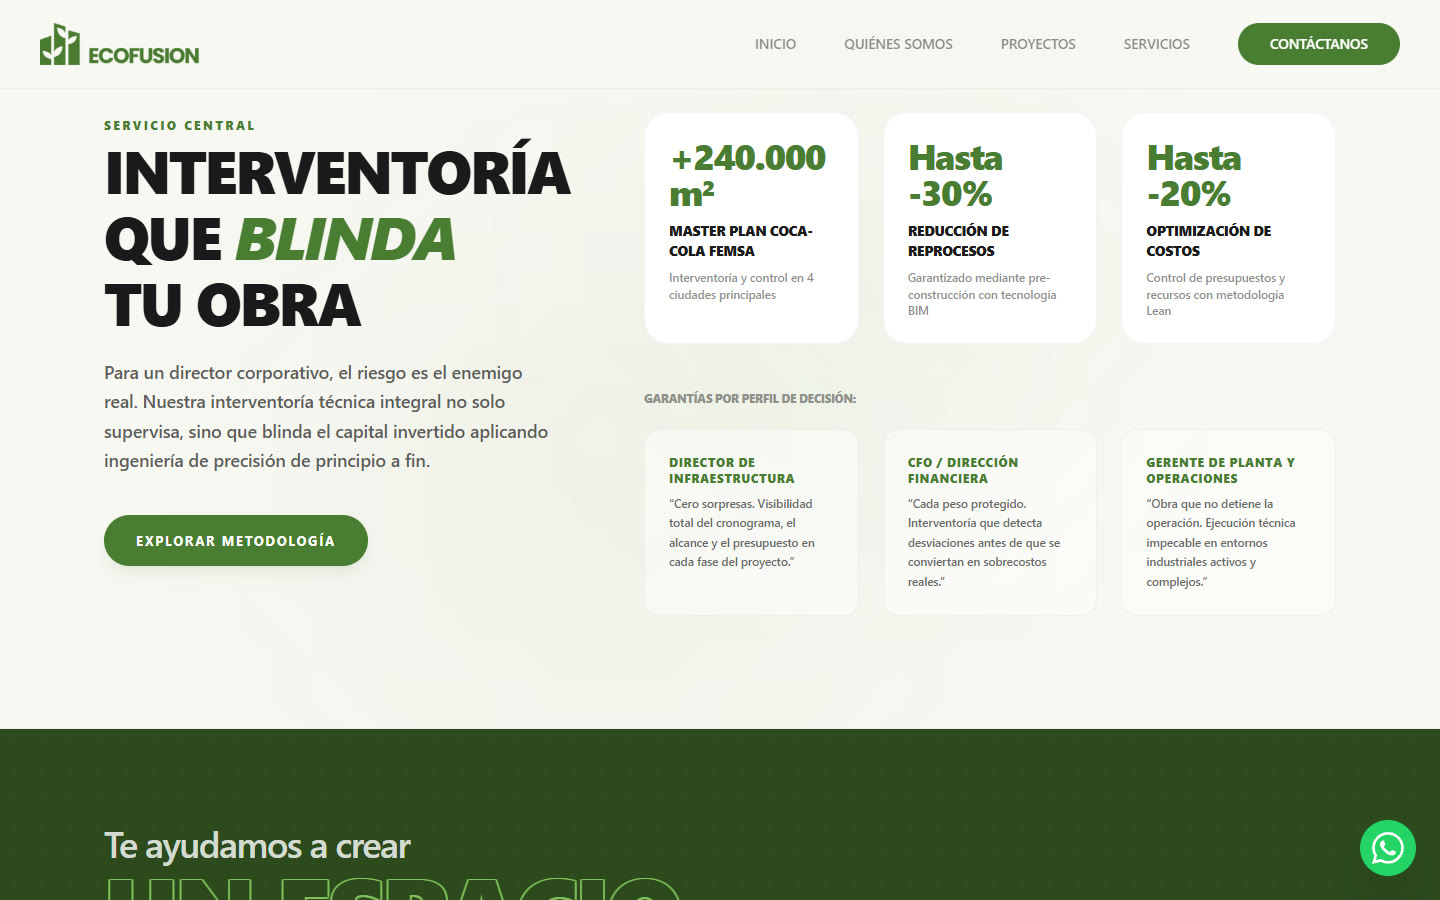 ECOFUSION
INICIO
QUIÉNES SOMOS
PROYECTOS
SERVICIOS
CONTÁCTANOS
SERVICIO CENTRAL
INTERVENTORÍA
QUE BLINDA
TU OBRA
Para un director corporativo, el riesgo es el enemigo
real. Nuestra interventoría técnica integral no solo
supervisa, sino que blinda el capital invertido aplicando
ingeniería de precisión de principio a fin.
EXPLORAR METODOLOGÍA
+240.000
m²
MASTER PLAN COCA-
COLA FEMSA
Interventoría y control en 4
ciudades principales
Hasta
-30%
REDUCCIÓN DE
REPROCESOS
Garantizado mediante pre-
construcción con tecnología
BIM
Hasta
-20%
OPTIMIZACIÓN DE
COSTOS
Control de presupuestos y
recursos con metodología
Lean
GARANTÍAS POR PERFIL DE DECISIÓN:
DIRECTOR DE
INFRAESTRUCTURA
“Cero sorpresas. Visibilidad
total del cronograma, el
alcance y el presupuesto en
cada fase del proyecto.”
CFO / DIRECCIÓN
FINANCIERA
“Cada peso protegido.
Interventoría que detecta
desviaciones antes de que se
conviertan en sobrecostos
reales.”
GERENTE DE PLANTA Y
OPERACIONES
“Obra que no detiene la
operación. Ejecución técnica
impecable en entornos
industriales activos y
complejos.”
Te ayudamos a crear
UN ESPACIO